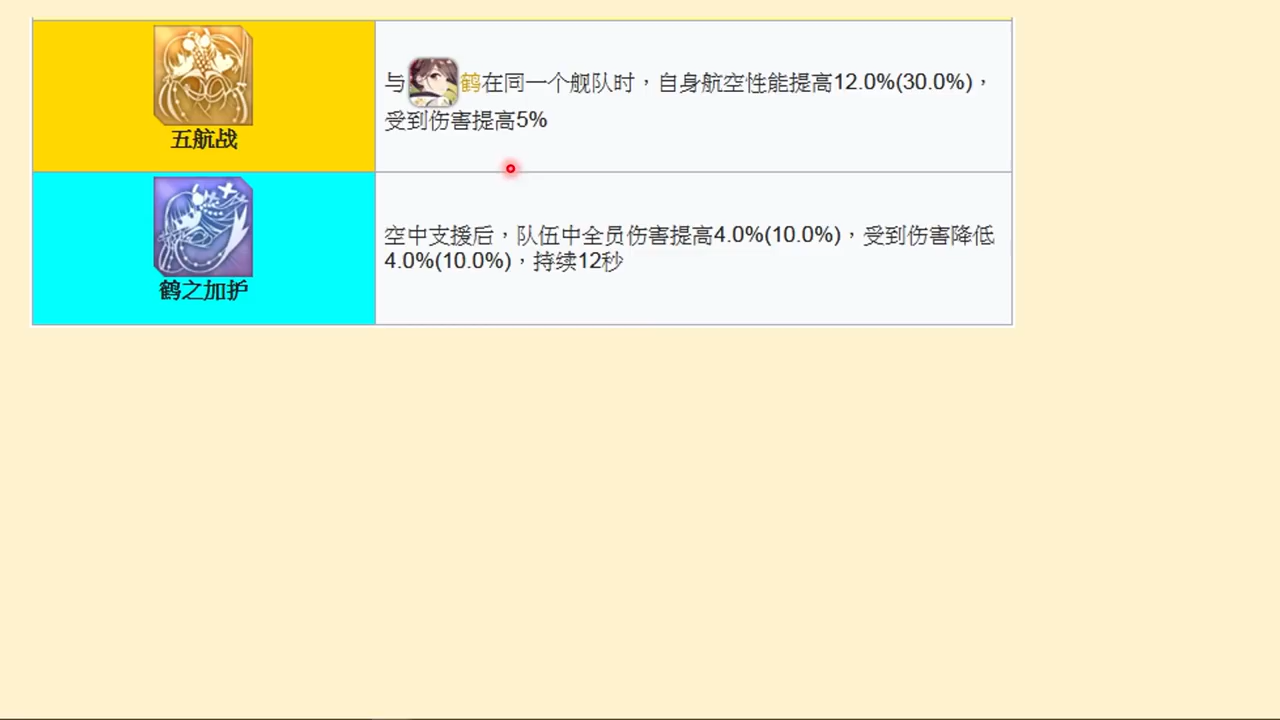 与鹤在同一个舰队时，自身航空性能提高12.0%(30.0%)，
受到伤害提高5%
五航战
空中支援后，队伍中全员伤害提高4.0%(10.0%)，受到伤害降低
4.0%(10.0%)，持续12秒
鹤之加护